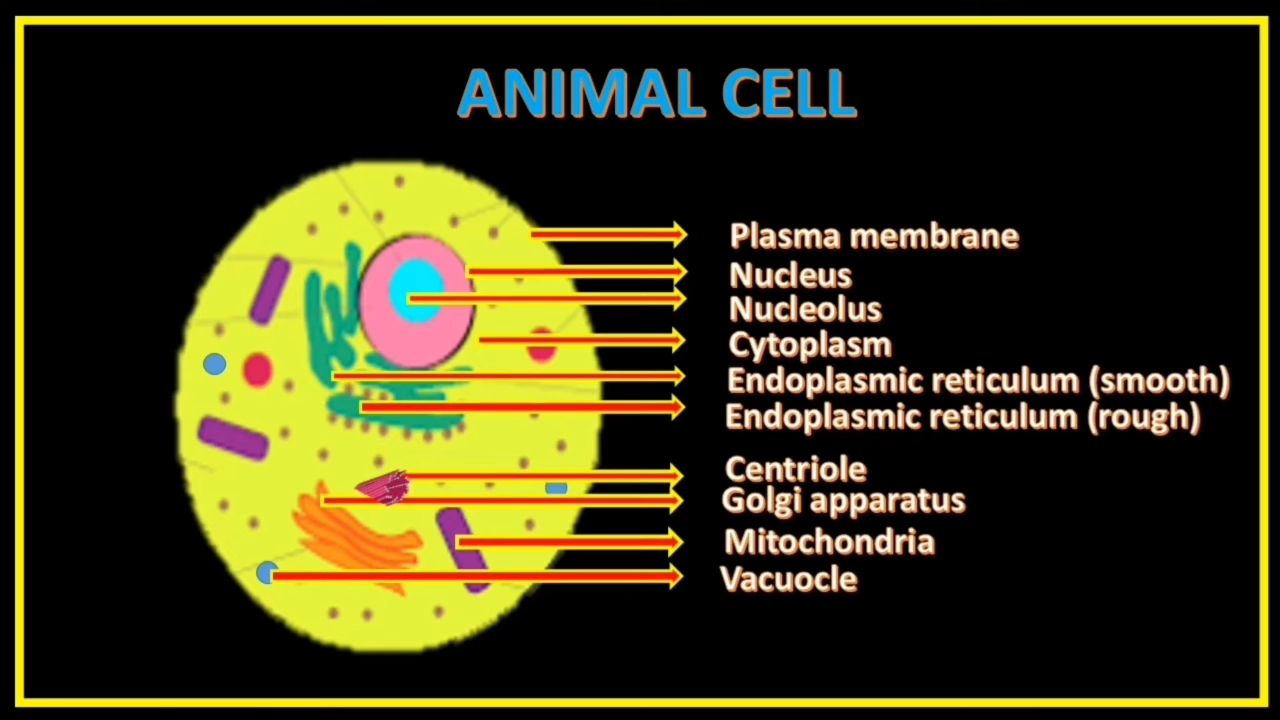 ANIMAL CELL
Plasma membrane
Nucleus
Nucleolus
Cytoplasm
Endoplasmic reticulum (smooth)
Endoplasmic reticulum (rough)
Centriole
Golgi apparatus
Mitochondria
Vacuocle